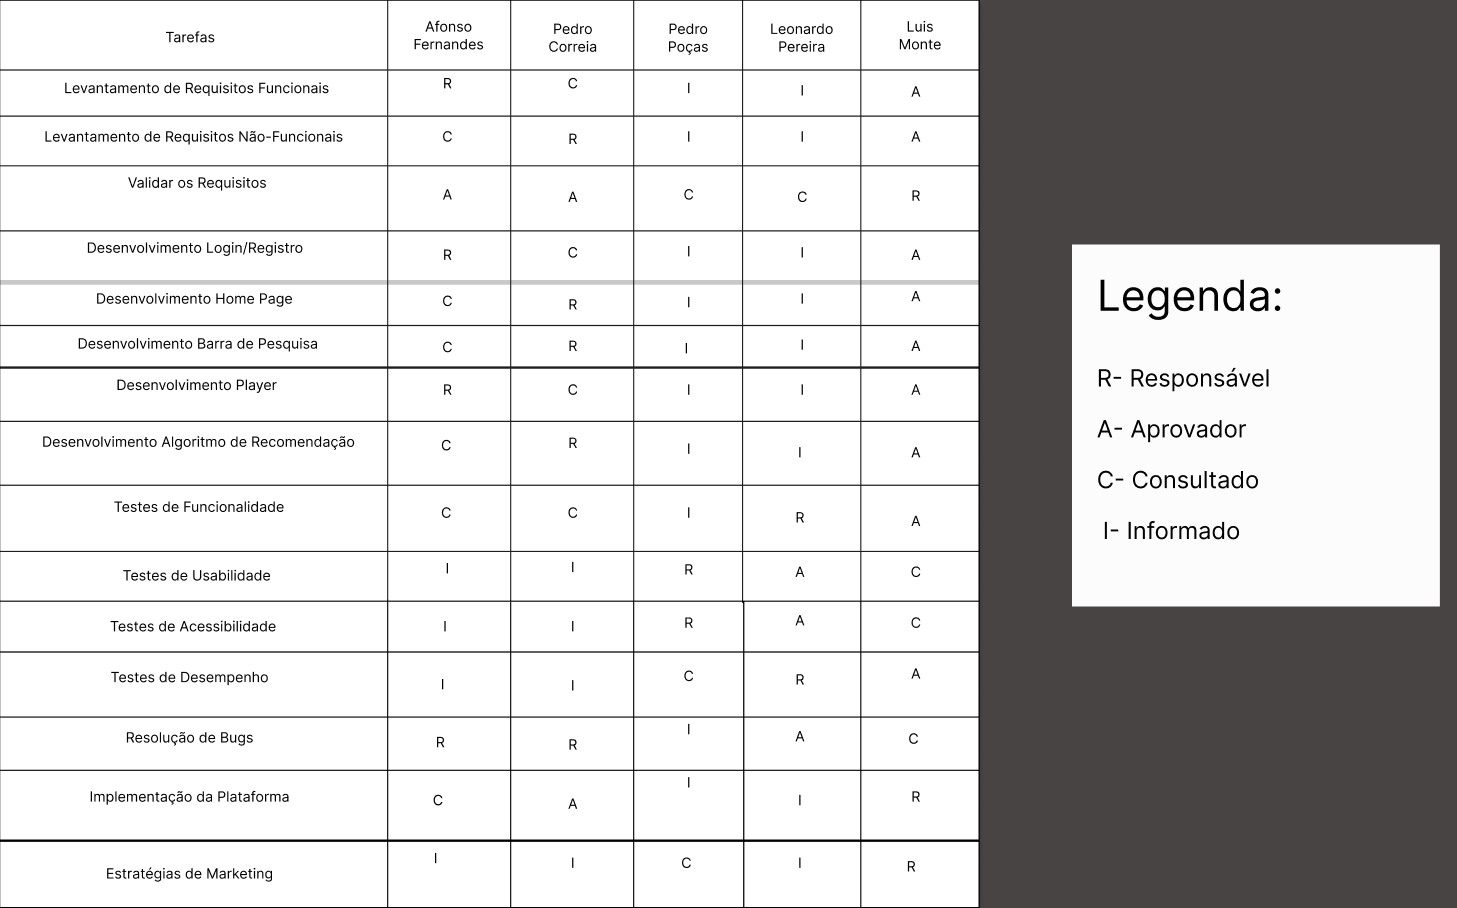 Tarefas Afonso Fernandes Pedro Correia Pedro Poças Leonardo Pereira Luis Monte
Levantamento de Requisitos Funcionais R C I I A
Levantamento de Requisitos Não-Funcionais C R I I A
Validar os Requisitos A A C C R
Desenvolvimento Login/Registro R C I I A
Desenvolvimento Home Page C R I I A
Desenvolvimento Barra de Pesquisa C R I I A
Desenvolvimento Player R C I I A
Desenvolvimento Algoritmo de Recomendação C R I I A
Testes de Funcionalidade C C I R A
Testes de Usabilidade I I R A C
Testes de Acessibilidade I I R A C
Testes de Desempenho I I C R A
Resolução de Bugs R R I A C
Implementação da Plataforma C A I I R
Estratégias de Marketing I I C I R
Legenda:
R- Responsável
A- Aprovador
C- Consultado
I- Informado